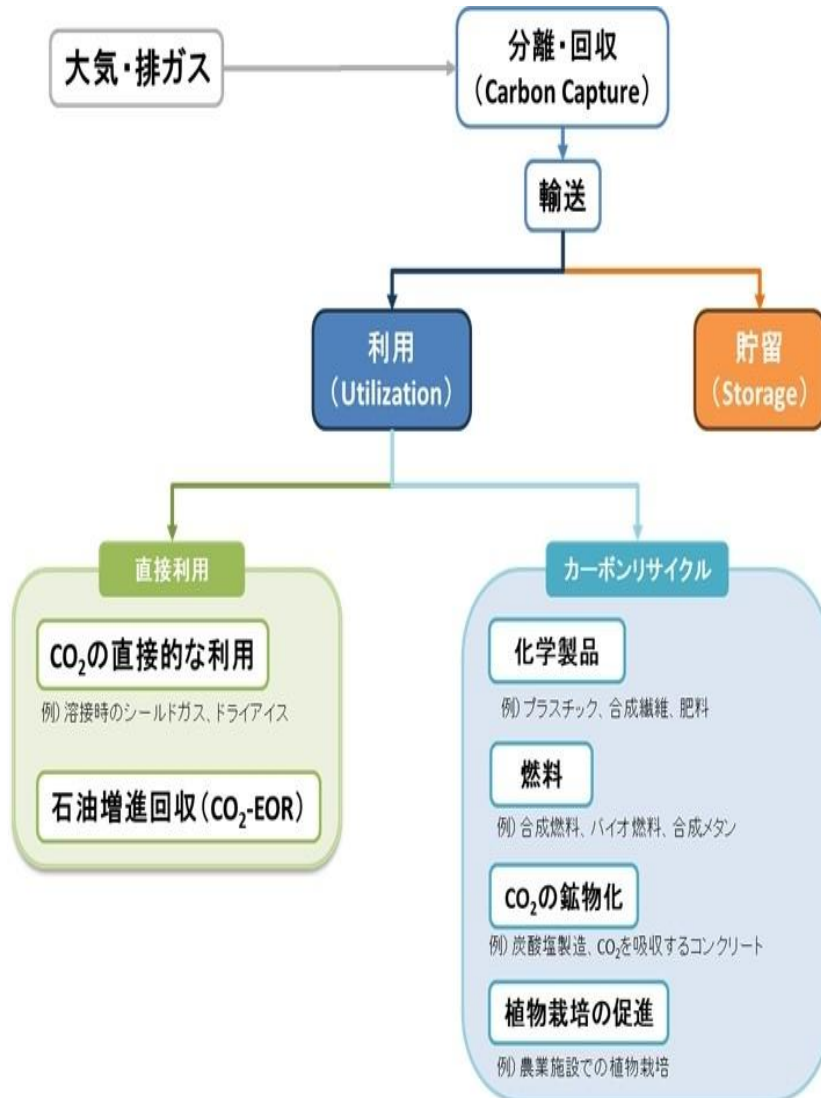 大気・排ガス
分離・回収
（Carbon Capture）
輸送
利用
（Utilization）
貯留
（Storage）
直接利用
CO₂の直接的な利用
例）溶接時のシールドガス、ドライアイス
石油増進回収（CO₂-EOR）
カーボンリサイクル
化学製品
例）プラスチック、合成繊維、肥料
燃料
例）合成燃料、バイオ燃料、合成メタン
CO₂の鉱物化
例）炭酸塩製造、CO₂を吸収するコンクリート
植物栽培の促進
例）農業施設での植物栽培